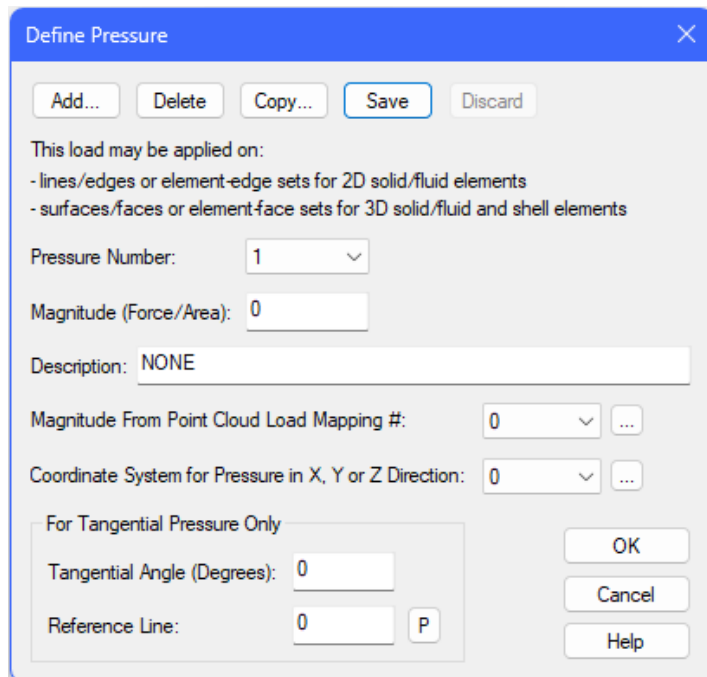 Define Pressure
Add... Delete Copy... Save Discard
This load may be applied on:
- lines/edges or element-edge sets for 2D solid/fluid elements
- surfaces/faces or element-face sets for 3D solid/fluid and shell elements
Pressure Number: 1
Magnitude (Force/Area): 0
Description: NONE
Magnitude From Point Cloud Load Mapping #: 0 ...
Coordinate System for Pressure in X, Y or Z Direction: 0 ...
For Tangential Pressure Only
Tangential Angle (Degrees): 0
Reference Line: 0 P
OK
Cancel
Help